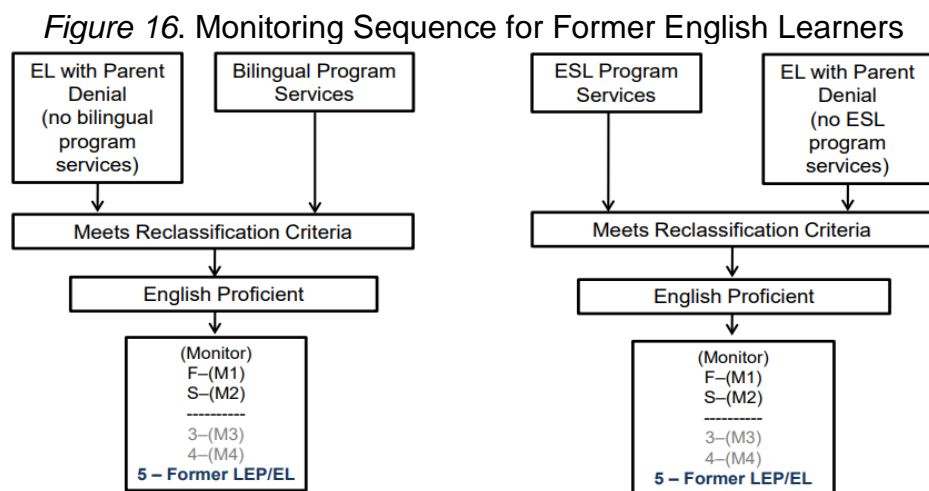 Figure 16. Monitoring Sequence for Former English Learners
EL with Parent
Denial
(no bilingual
program
services)
Bilingual Program
Services
Meets Reclassification Criteria
English Proficient
(Monitor)
F–(M1)
S–(M2)
----------
3–(M3)
4–(M4)
5 – Former LEP/EL
ESL Program
Services
EL with Parent
Denial
(no ESL
program
services)
Meets Reclassification Criteria
English Proficient
(Monitor)
F–(M1)
S–(M2)
----------
3–(M3)
4–(M4)
5 – Former LEP/EL